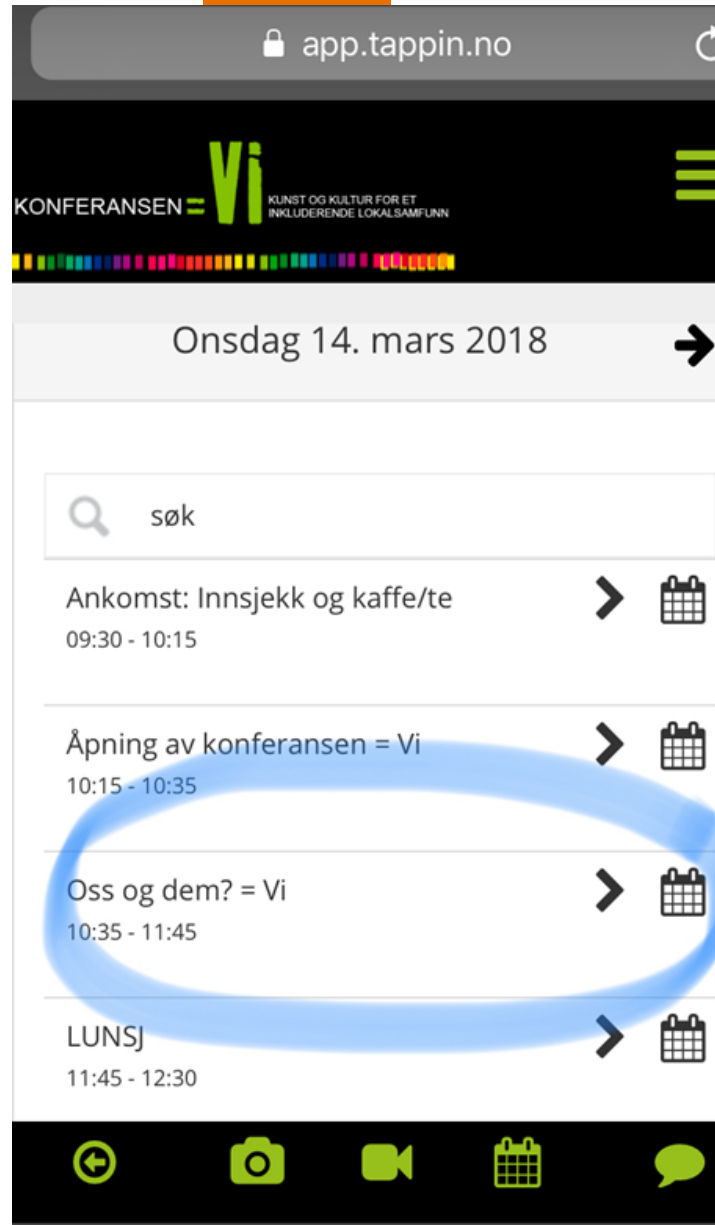 app.tappin.no
KONFERANSEN = Vi KUNST OG KULTUR FOR ET
INKLUDERENDE LOKALSAMFUNN
Onsdag 14. mars 2018
søk
Ankomst: Innsjekk og kaffe/te
09:30 - 10:15
Åpning av konferansen = Vi
10:15 - 10:35
Oss og dem? = Vi
10:35 - 11:45
LUNSJ
11:45 - 12:30